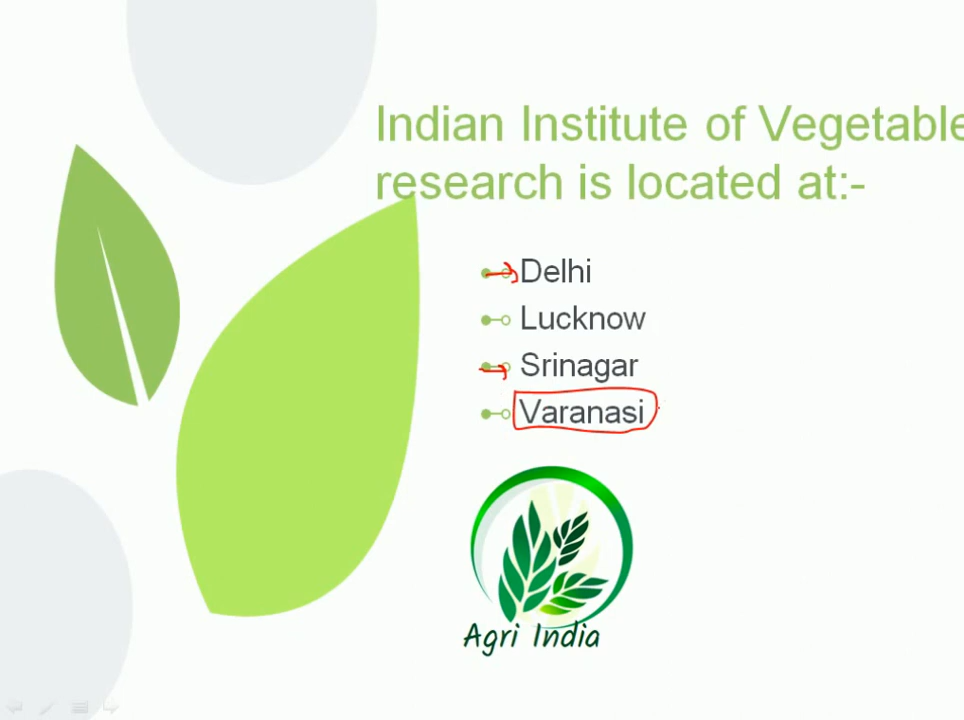 Indian Institute of Vegetable
research is located at:-
Delhi
Lucknow
Srinagar
Varanasi
Agri India